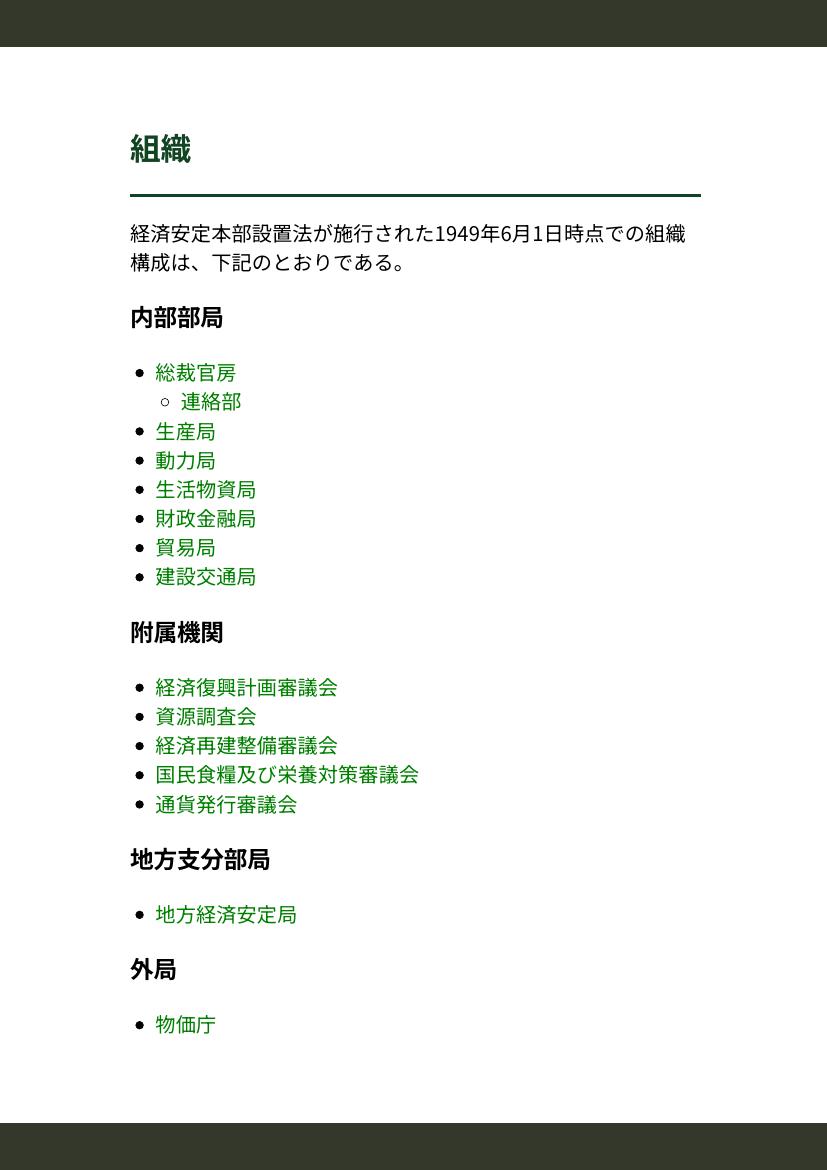 組織
経済安定本部設置法が施行された1949年6月1日時点での組織
構成は、下記のとおりである。
内部部局
総裁官房
連絡部
生産局
動力局
生活物資局
財政金融局
貿易局
建設交通局
附属機関
経済復興計画審議会
資源調査会
経済再建整備審議会
国民食糧及び栄養対策審議会
通貨発行審議会
地方支分部局
地方経済安定局
外局
物価庁